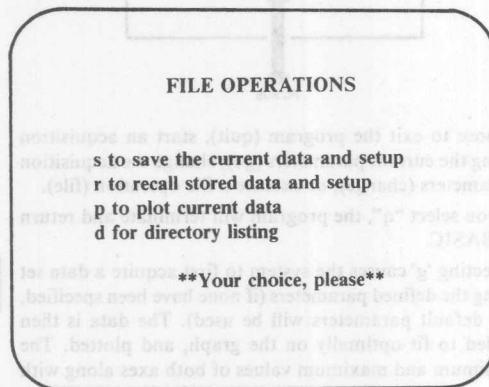 FILE OPERATIONS
s to save the current data and setup
r to recall stored data and setup
p to plot current data
d for directory listing
**Your choice, please**